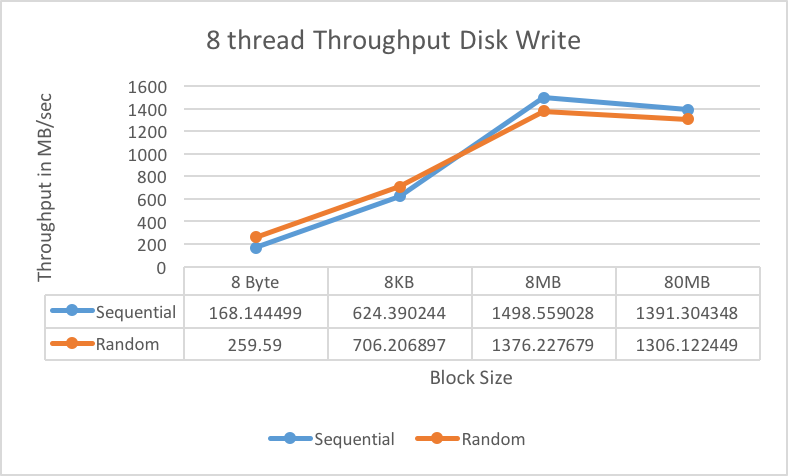 8 thread Throughput Disk Write
Throughput in MB/sec
1600
1400
1200
1000
800
600
400
200
0
8 Byte 8KB 8MB 80MB
Sequential 168.144499 624.390244 1498.559028 1391.304348
Random 259.59 706.206897 1376.227679 1306.122449
Block Size
Sequential Random